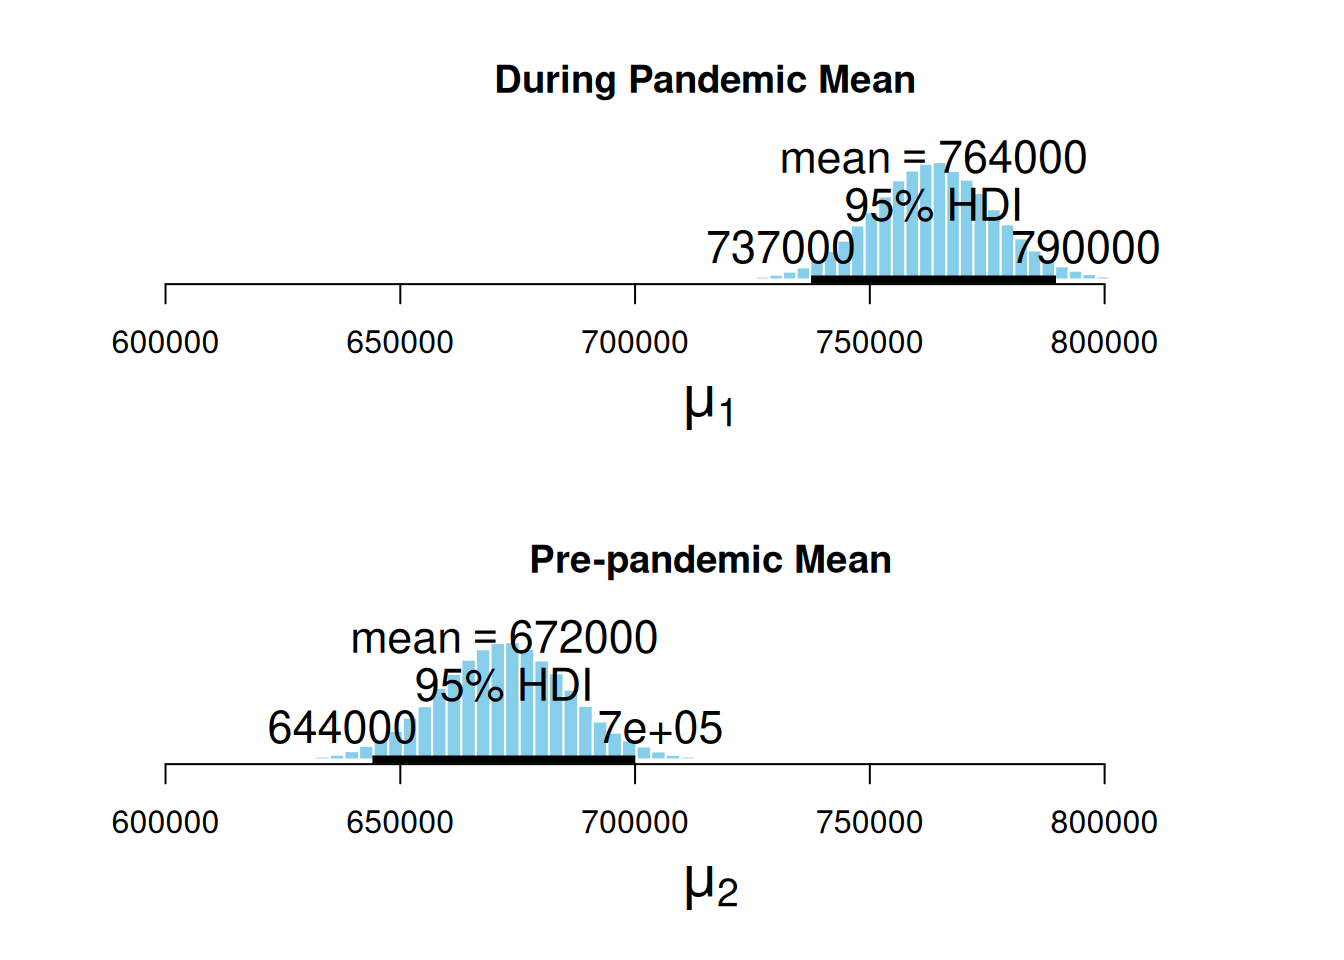 During Pandemic Mean
mean = 764000
95% HDI
737000 790000
600000 650000 700000 750000 800000
μ1
Pre-pandemic Mean
mean = 672000
95% HDI
644000 7e+05
600000 650000 700000 750000 800000
μ2